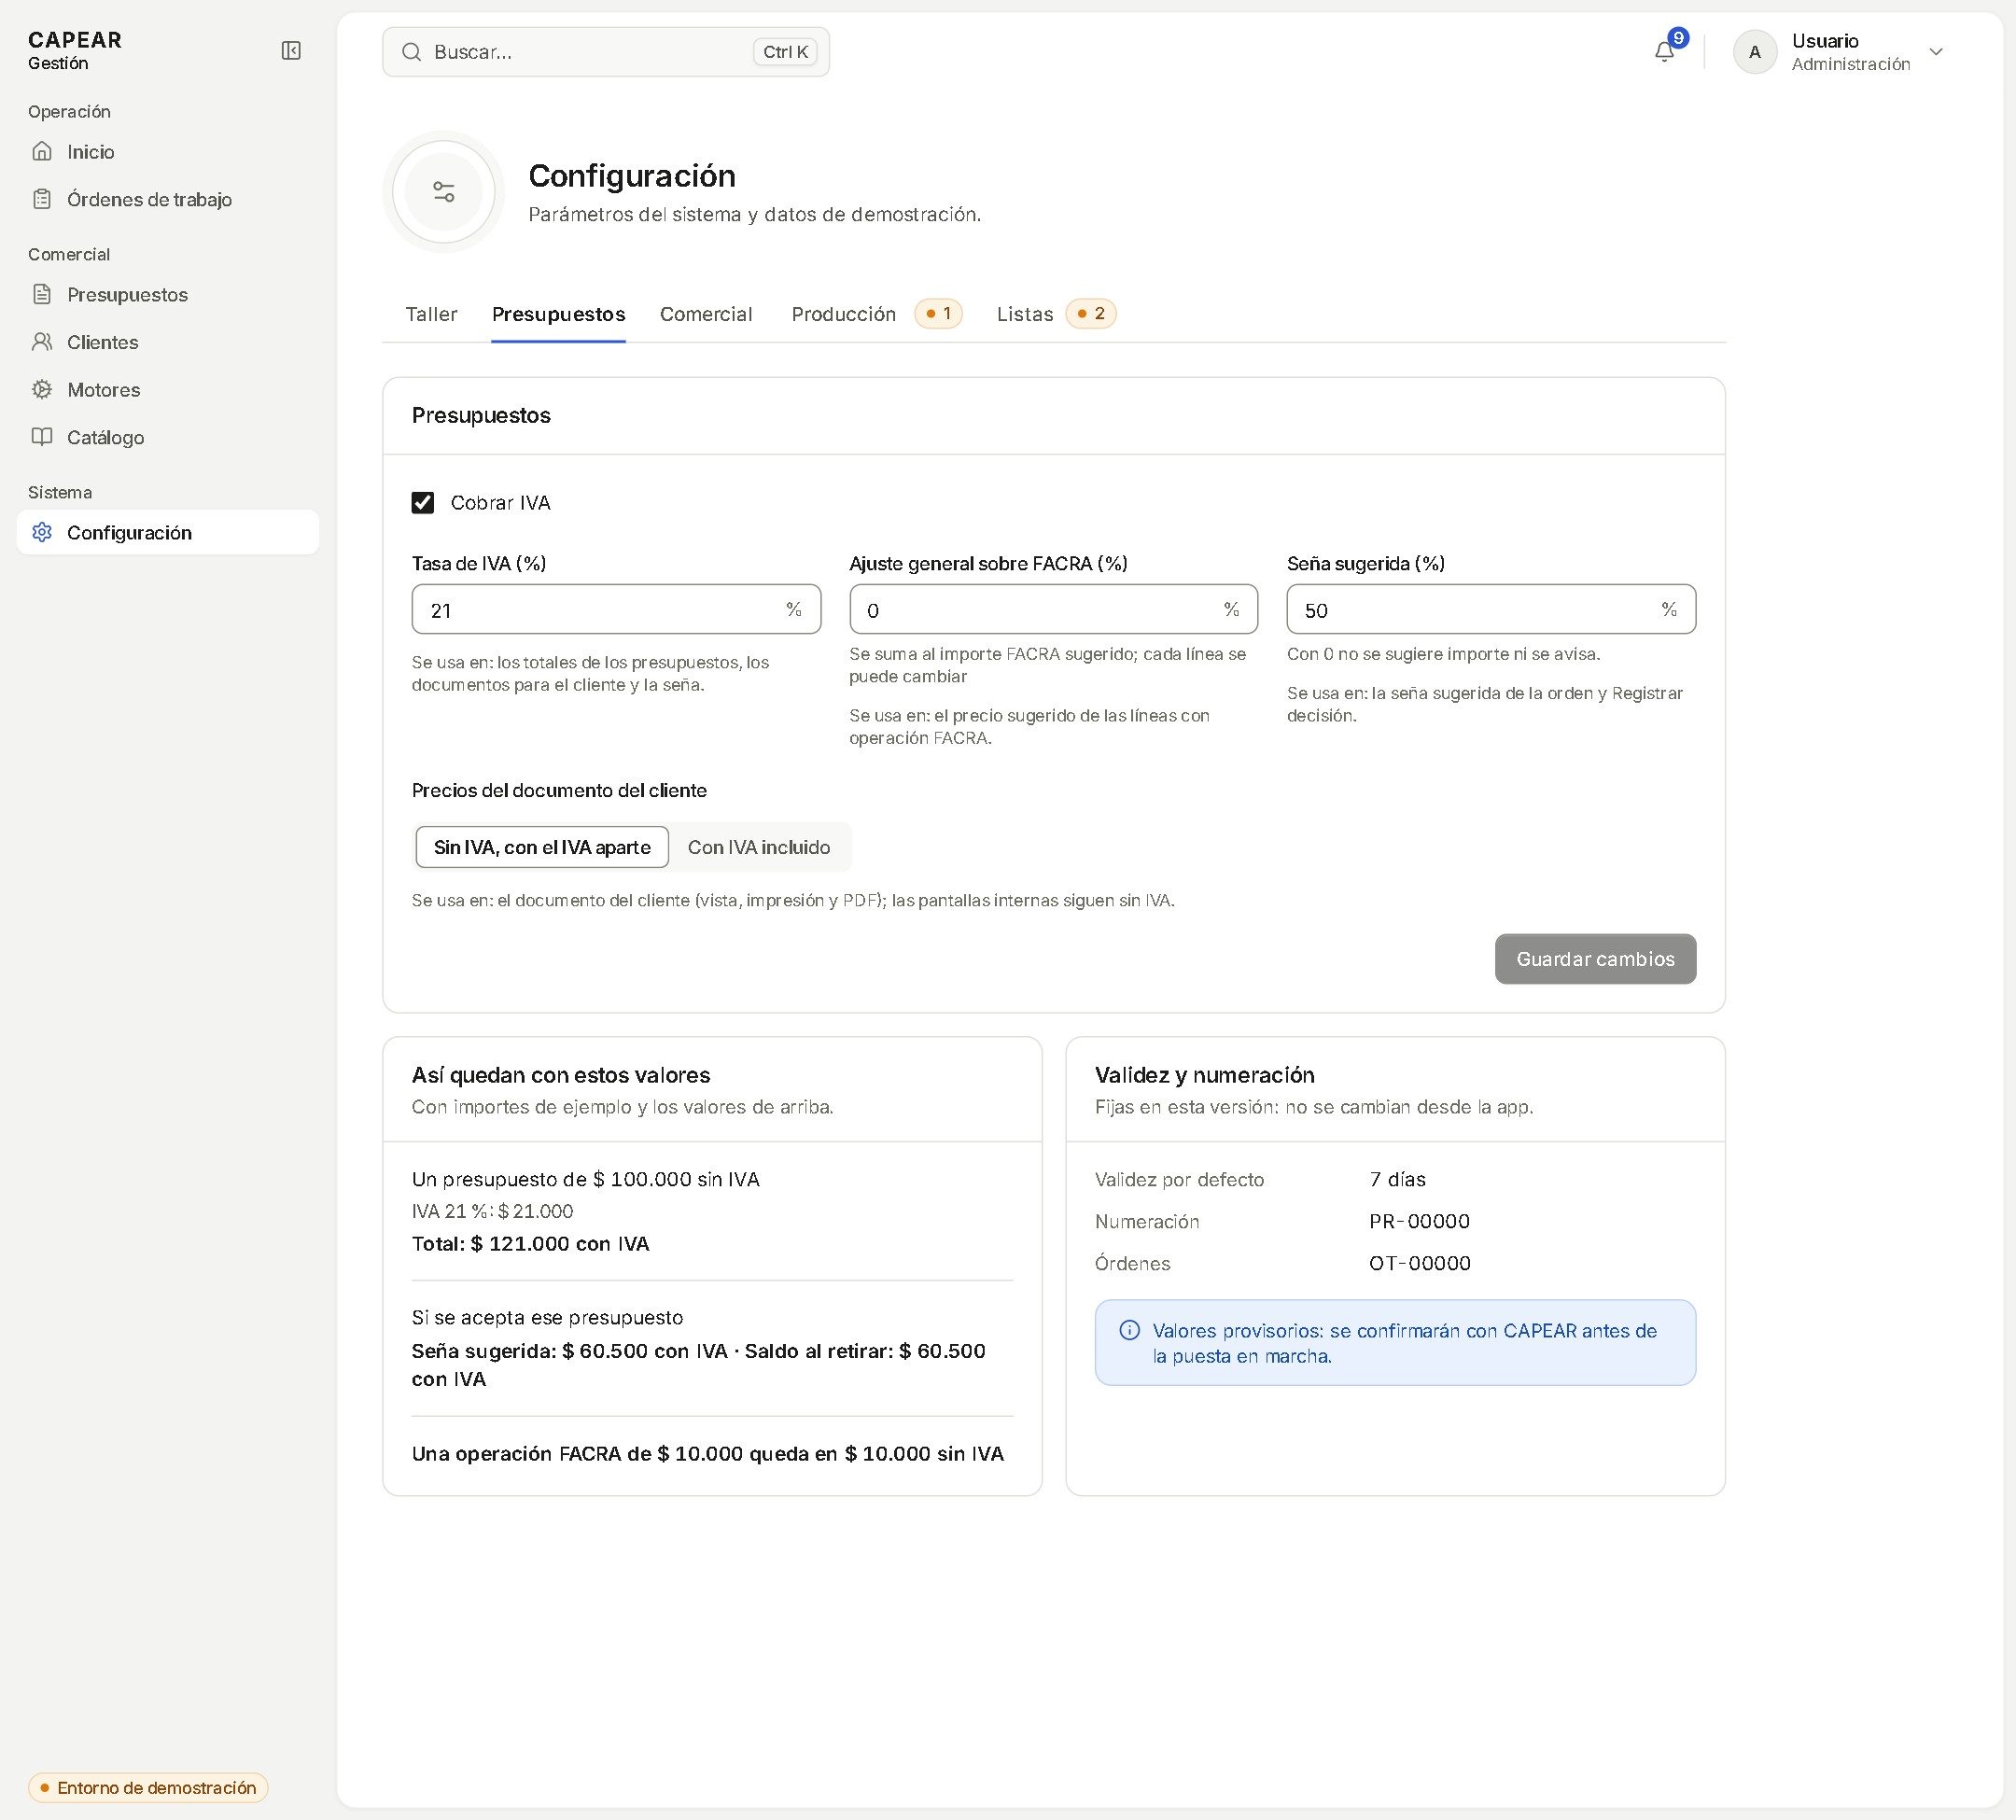 CAPEAR
Gestión
Operación
Inicio
Órdenes de trabajo
Comercial
Presupuestos
Clientes
Motores
Catálogo
Sistema
Configuración
Entorno de demostración
Buscar...
Ctrl K
9
A
Usuario
Administración
Configuración
Parámetros del sistema y datos de demostración.
Taller
Presupuestos
Comercial
Producción
1
Listas
2
Presupuestos
Cobrar IVA
Tasa de IVA (%)
21
%
Se usa en: los totales de los presupuestos, los
documentos para el cliente y la seña.
Ajuste general sobre FACRA (%)
0
%
Se suma al importe FACRA sugerido; cada línea se
puede cambiar
Se usa en: el precio sugerido de las líneas con
operación FACRA.
Seña sugerida (%)
50
%
Con 0 no se sugiere importe ni se avisa.
Se usa en: la seña sugerida de la orden y Registrar
decisión.
Precios del documento del cliente
Sin IVA, con el IVA aparte
Con IVA incluido
Se usa en: el documento del cliente (vista, impresión y PDF); las pantallas internas siguen sin IVA.
Guardar cambios
Así quedan con estos valores
Con importes de ejemplo y los valores de arriba.
Un presupuesto de $ 100.000 sin IVA
IVA 21 %: $ 21.000
Total: $ 121.000 con IVA
Si se acepta ese presupuesto
Seña sugerida: $ 60.500 con IVA · Saldo al retirar: $ 60.500
con IVA
Una operación FACRA de $ 10.000 queda en $ 10.000 sin IVA
Validez y numeración
Fijas en esta versión: no se cambian desde la app.
Validez por defecto
7 días
Numeración
PR-00000
Órdenes
OT-00000
Valores provisorios: se confirmarán con CAPEAR antes de
la puesta en marcha.